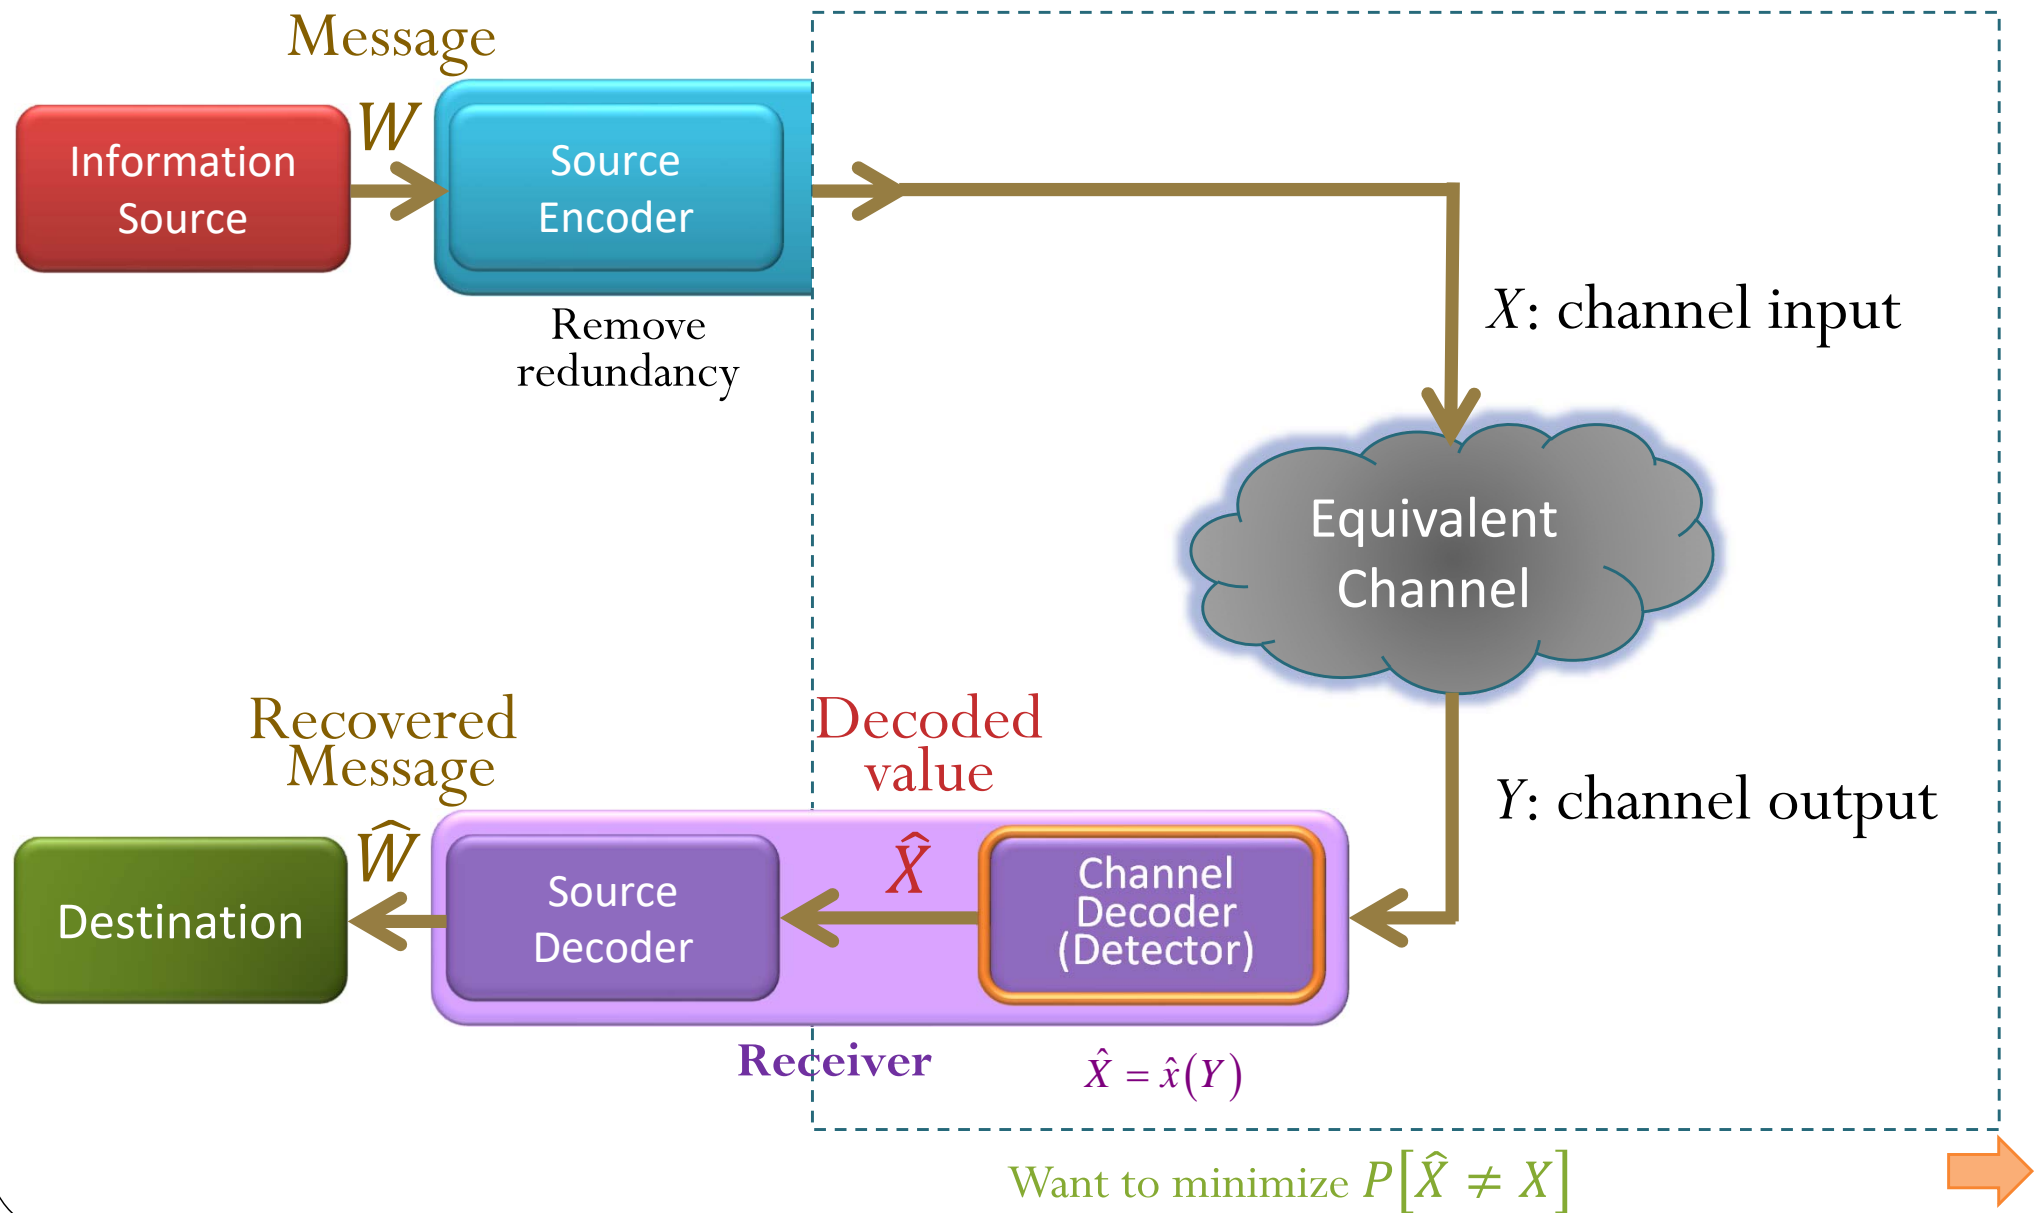 Message
W
Information
Source
Source
Encoder
Remove
redundancy
X: channel input
Equivalent
Channel
Y: channel output
Recovered
Message
Ŵ
Decoded
value
X̂
Destination
Source
Decoder
Channel
Decoder
(Detector)
Receiver
X̂ = x̂(Y)
Want to minimize P[X̂ ≠ X]